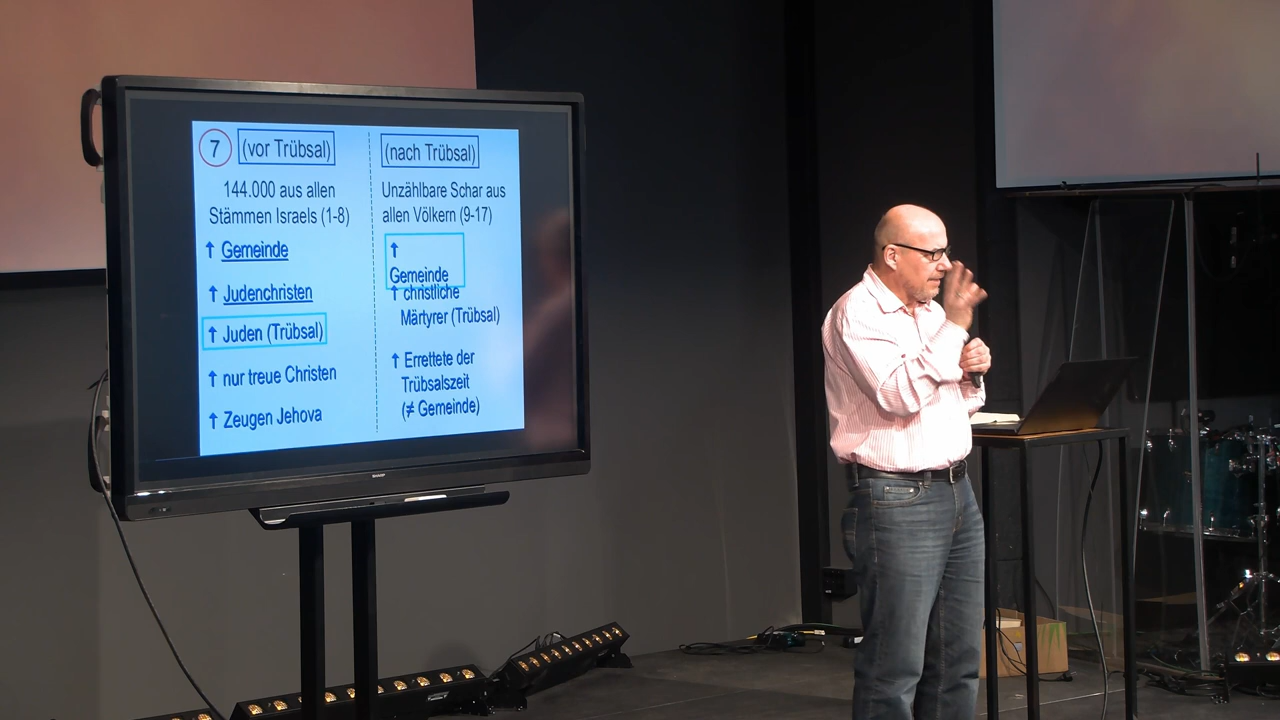 7 (vor Trübsal)
144.000 aus allen
Stämmen Israels (1-8)
↑ Gemeinde
↑ Judenchristen
↑ Juden (Trübsal)
↑ nur treue Christen
↑ Zeugen Jehova
(nach Trübsal)
Unzählbare Schar aus
allen Völkern (9-17)
↑
Gemeinde
↑ christliche
Märtyrer (Trübsal)
↑ Errettete der
Trübsalszeit
(≠ Gemeinde)
SHARP